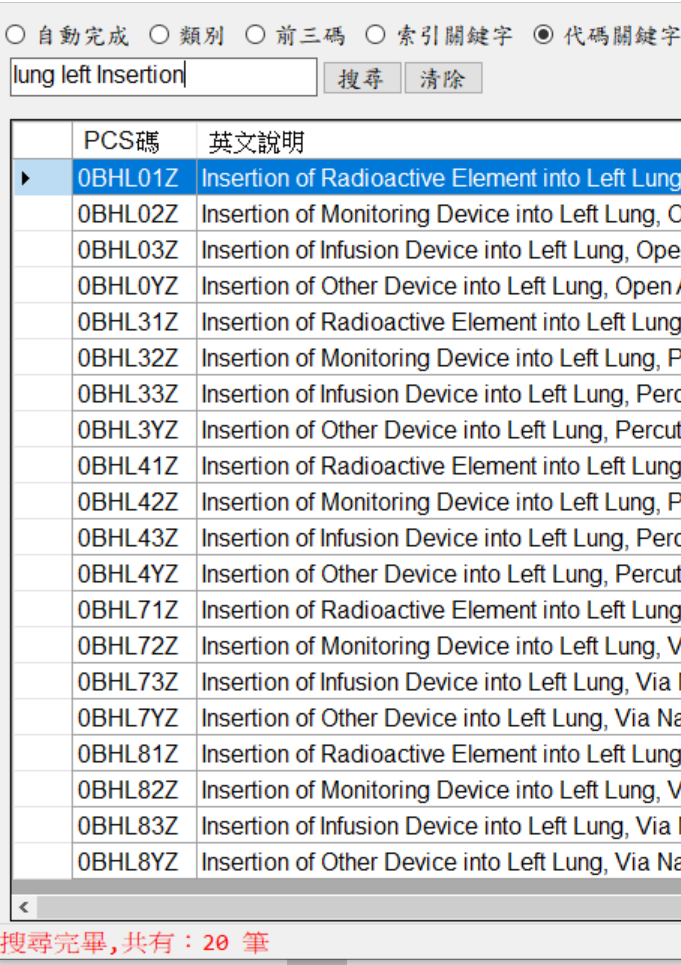 自動完成 類別 前三碼 索引關鍵字 代碼關鍵字
lung left Insertion 搜尋 清除
PCS碼 英文說明
0BHL01Z Insertion of Radioactive Element into Left Lung
0BHL02Z Insertion of Monitoring Device into Left Lung, O
0BHL03Z Insertion of Infusion Device into Left Lung, Ope
0BHL0YZ Insertion of Other Device into Left Lung, Open A
0BHL31Z Insertion of Radioactive Element into Left Lung
0BHL32Z Insertion of Monitoring Device into Left Lung, P
0BHL33Z Insertion of Infusion Device into Left Lung, Perc
0BHL3YZ Insertion of Other Device into Left Lung, Percut
0BHL41Z Insertion of Radioactive Element into Left Lung
0BHL42Z Insertion of Monitoring Device into Left Lung, P
0BHL43Z Insertion of Infusion Device into Left Lung, Perc
0BHL4YZ Insertion of Other Device into Left Lung, Percut
0BHL71Z Insertion of Radioactive Element into Left Lung
0BHL72Z Insertion of Monitoring Device into Left Lung, V
0BHL73Z Insertion of Infusion Device into Left Lung, Via
0BHL7YZ Insertion of Other Device into Left Lung, Via Na
0BHL81Z Insertion of Radioactive Element into Left Lung
0BHL82Z Insertion of Monitoring Device into Left Lung, V
0BHL83Z Insertion of Infusion Device into Left Lung, Via
0BHL8YZ Insertion of Other Device into Left Lung, Via Na
搜尋完畢,共有：20 筆